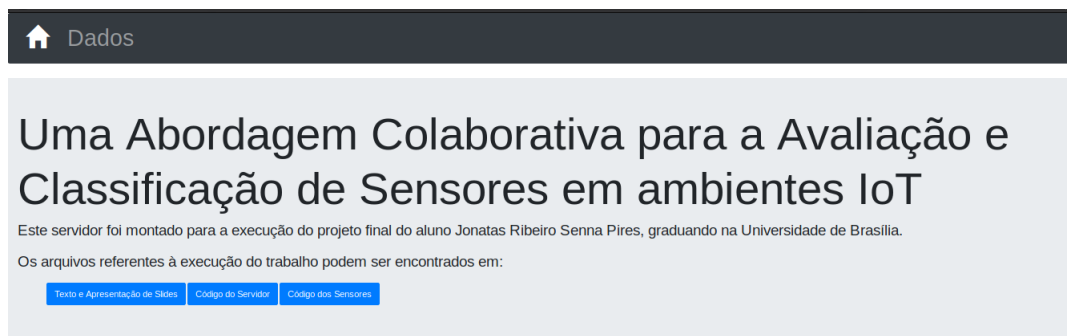 Dados
Uma Abordagem Colaborativa para a Avaliação e
Classificação de Sensores em ambientes IoT
Este servidor foi montado para a execução do projeto final do aluno Jonatas Ribeiro Senna Pires, graduando na Universidade de Brasília.
Os arquivos referentes à execução do trabalho podem ser encontrados em:
Texto e Apresentação de Slides Código do Servidor Código dos Sensores